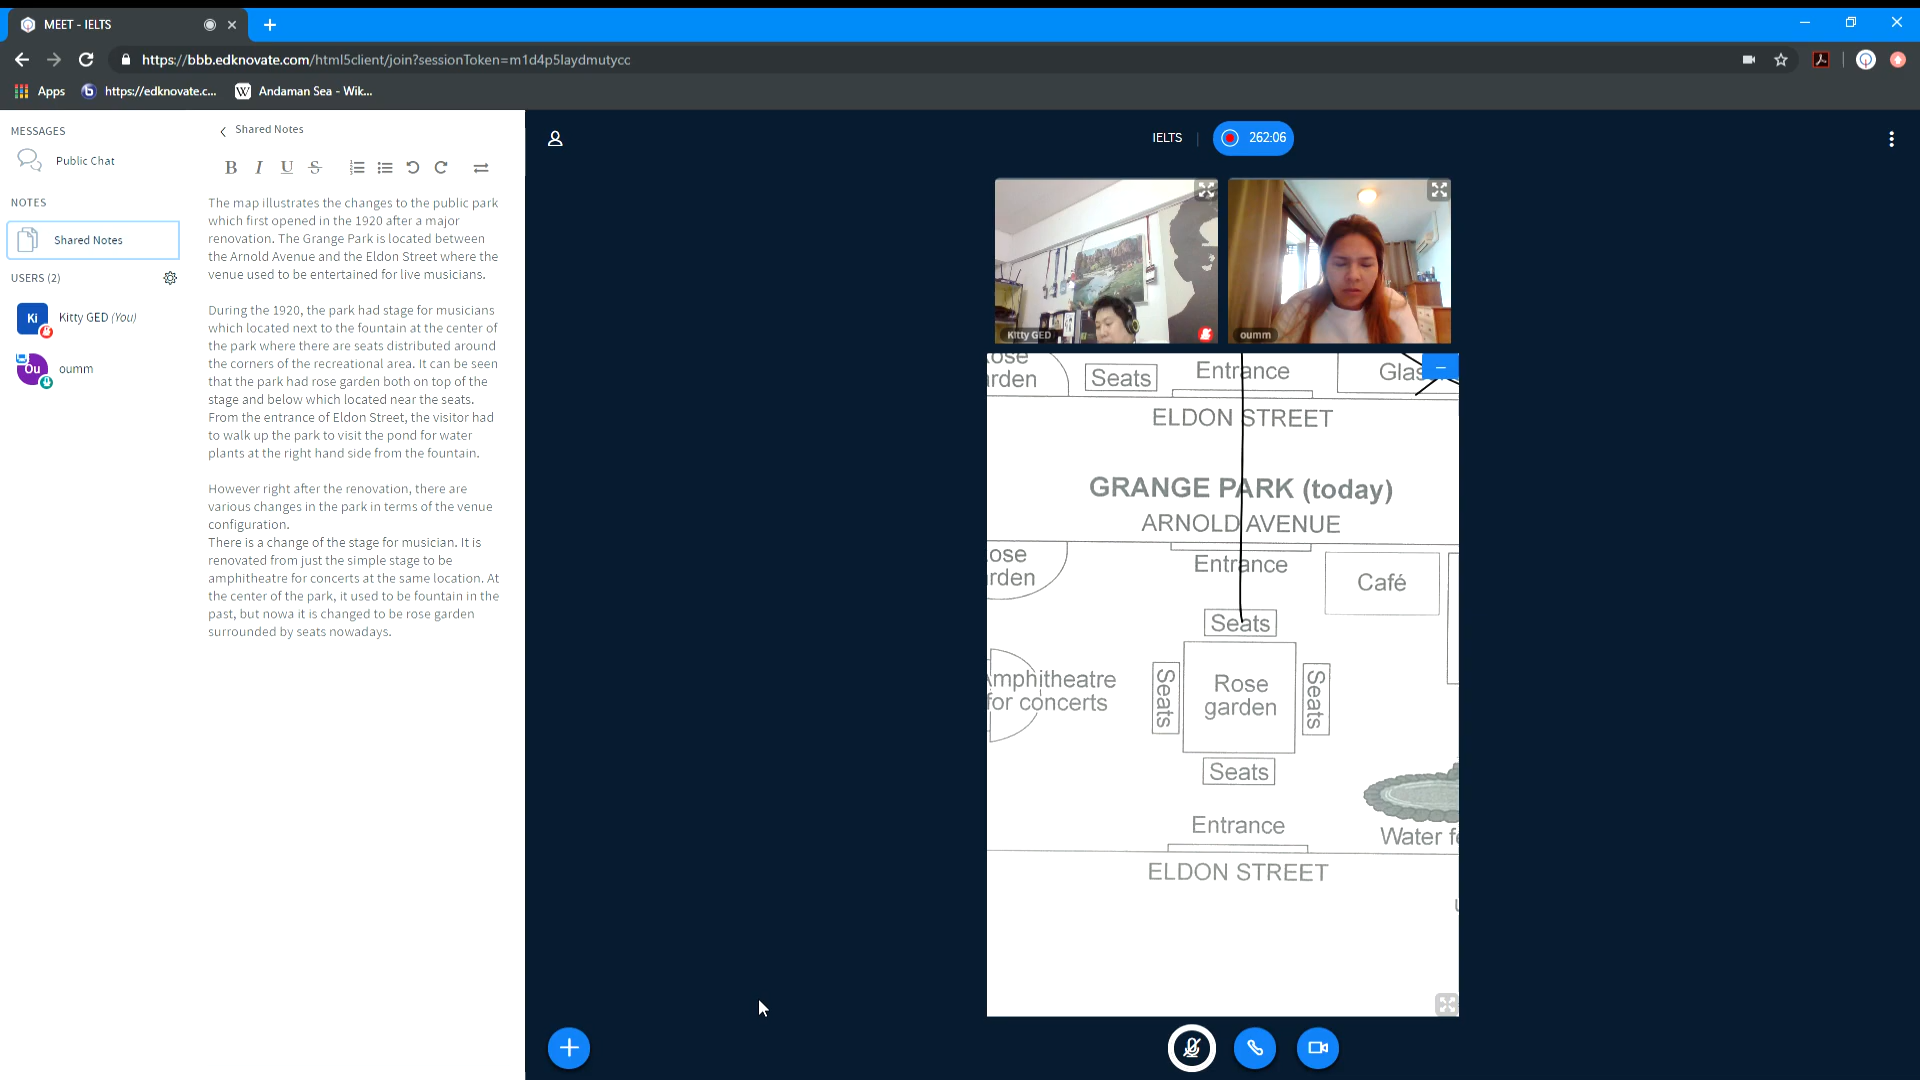 MEET - IELTS
https://bbb.edknovate.com/html5client/join?sessionToken=m1d4p5laydmutycc
Apps
https://edknovate.c...
W
Andaman Sea - Wik...
MESSAGES
Public Chat
NOTES
Shared Notes
USERS (2)
Ki
Kitty GED (You)
Ou
oumm
Shared Notes
B I U S
The map illustrates the changes to the public park
which first opened in the 1920 after a major
renovation. The Grange Park is located between
the Arnold Avenue and the Eldon Street where the
venue used to be entertained for live musicians.
During the 1920, the park had stage for musicians
which located next to the fountain at the center of
the park where there are seats distributed around
the corners of the recreational area. It can be seen
that the park had rose garden both on top of the
stage and below which located near the seats.
From the entrance of Eldon Street, the visitor had
to walk up the park to visit the pond for water
plants at the right hand side from the fountain.
However right after the renovation, there are
various changes in the park in terms of the venue
configuration.
There is a change of the stage for musician. It is
renovated from just the simple stage to be
amphitheatre for concerts at the same location. At
the center of the park, it used to be fountain in the
past, but nowa it is changed to be rose garden
surrounded by seats nowadays.
IELTS
262:06
Kitty GED
oumm
ose
rden
Seats
Entrance
Glas
ELDON STREET
GRANGE PARK (today)
ARNOLD AVENUE
ose
rden
Entrance
Café
Seats
Amphitheatre
for concerts
Seats
Rose
garden
Seats
Seats
Entrance
Water fe
ELDON STREET